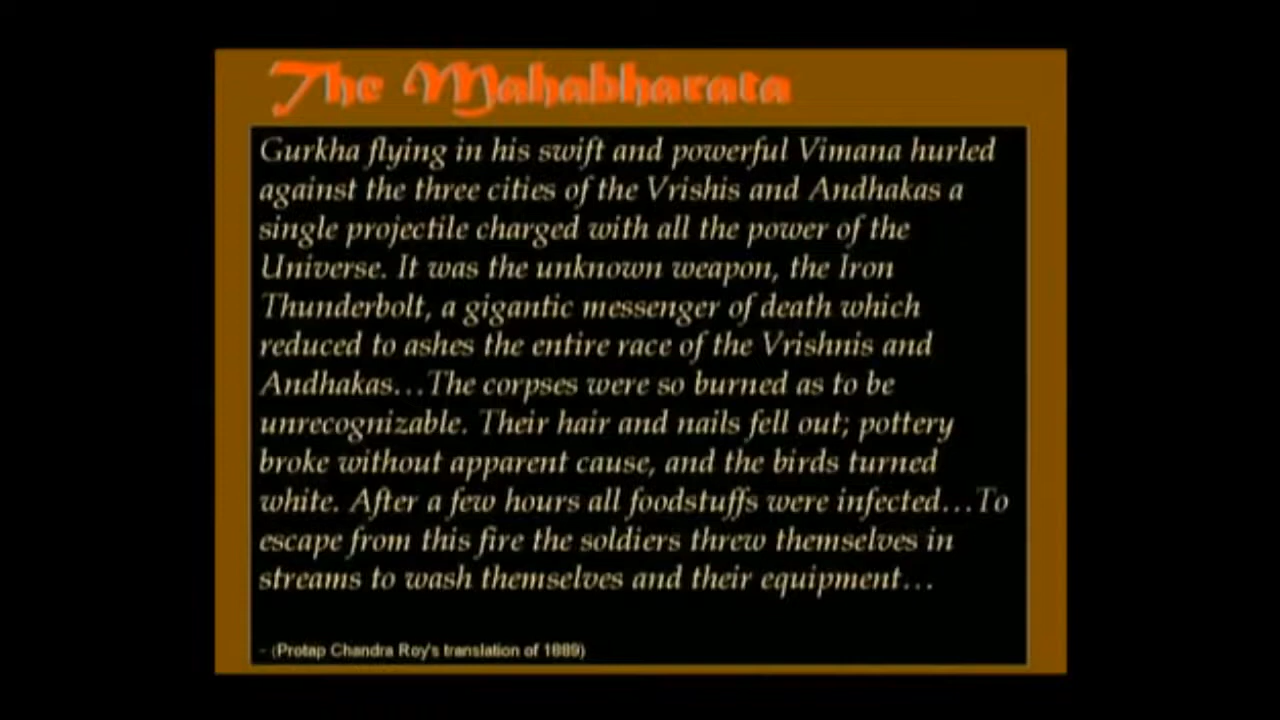 The Mahabharata
Gurkha flying in his swift and powerful Vimana hurled
against the three cities of the Vrishis and Andhakas a
single projectile charged with all the power of the
Universe. It was the unknown weapon, the Iron
Thunderbolt, a gigantic messenger of death which
reduced to ashes the entire race of the Vrishnis and
Andhakas...The corpses were so burned as to be
unrecognizable. Their hair and nails fell out; pottery
broke without apparent cause, and the birds turned
white. After a few hours all foodstuffs were infected...To
escape from this fire the soldiers threw themselves in
streams to wash themselves and their equipment...
- (Protap Chandra Roy's translation of 1889)